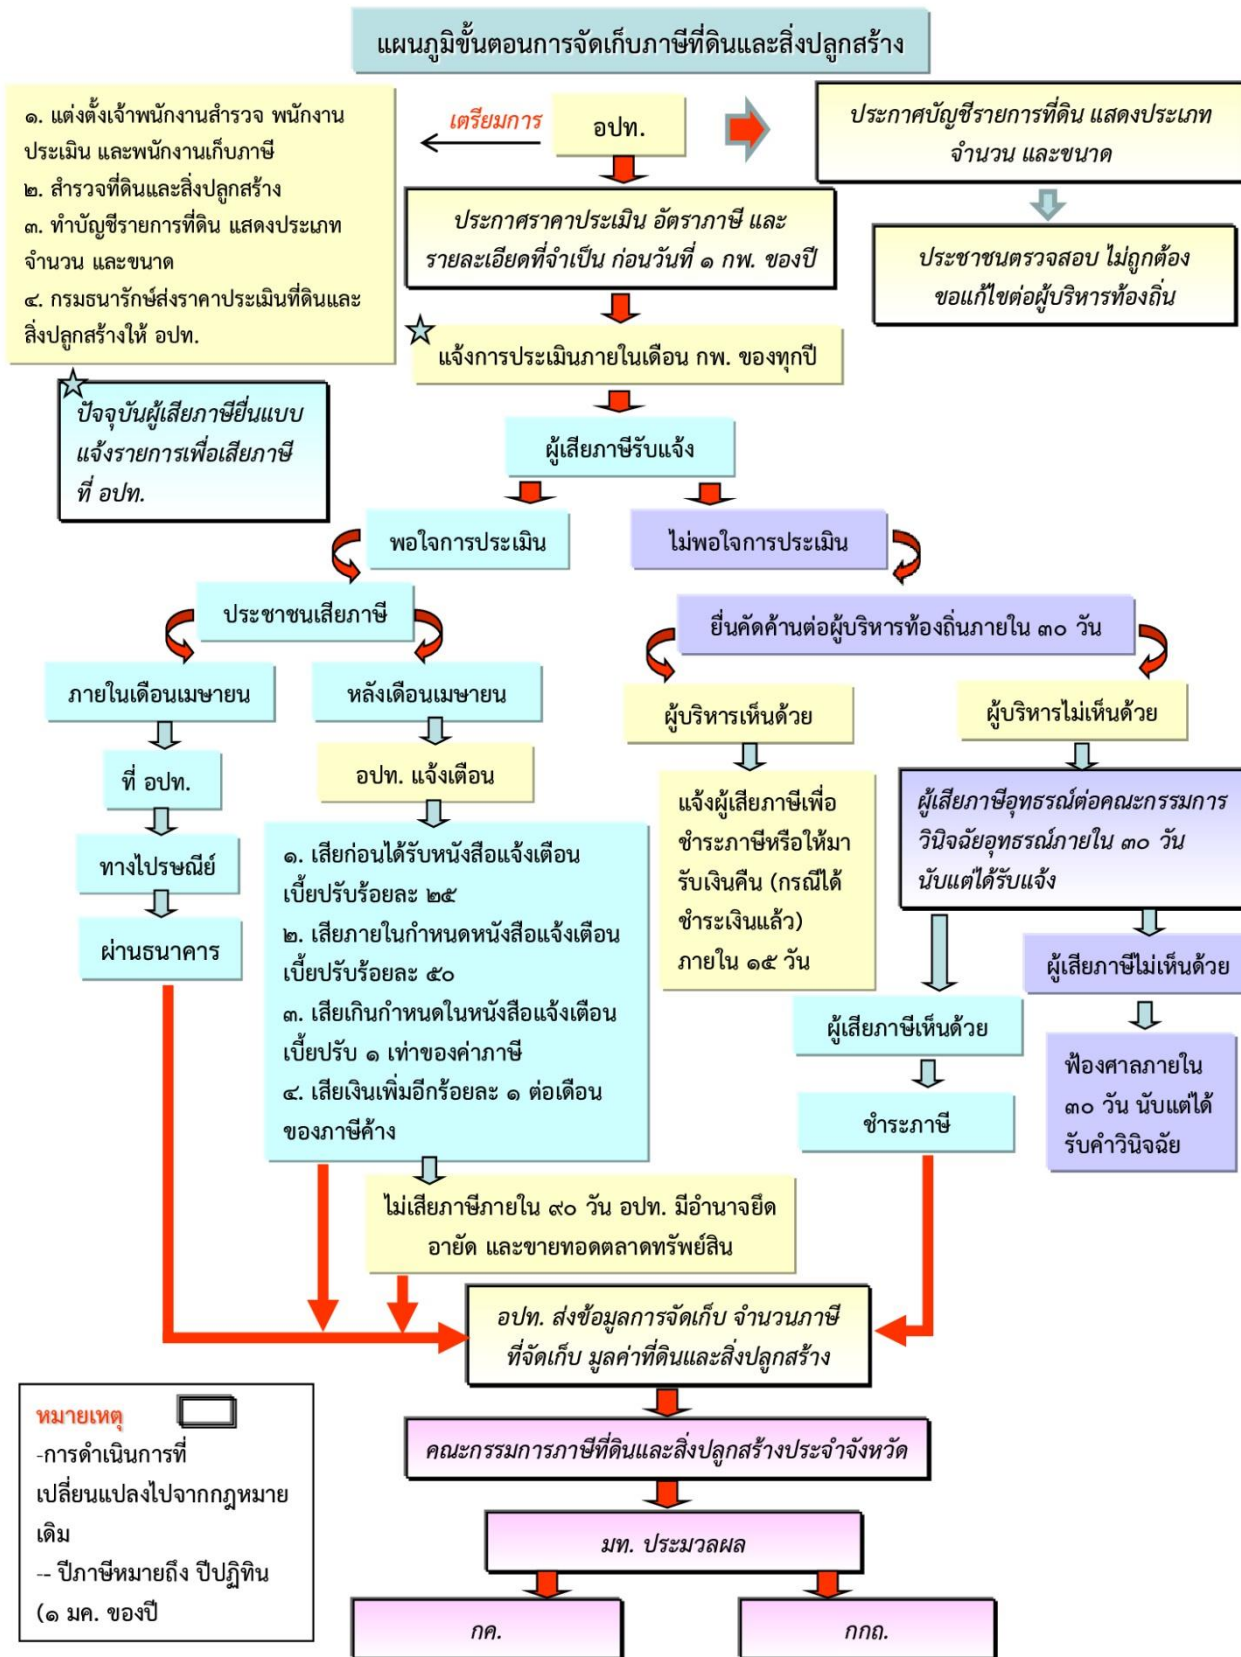 แผนภูมิขั้นตอนการจัดเก็บภาษีที่ดินและสิ่งปลูกสร้าง
๑. แต่งตั้งเจ้าพนักงานสำรวจ พนักงาน
ประเมิน และพนักงานเก็บภาษี
๒. สำรวจที่ดินและสิ่งปลูกสร้าง
๓. ทำบัญชีรายการที่ดิน แสดงประเภท
จำนวน และขนาด
๔. กรมธนารักษ์ส่งราคาประเมินที่ดินและ
สิ่งปลูกสร้างให้ อปท.
เตรียมการ
อปท.
ประกาศบัญชีรายการที่ดิน แสดงประเภท
จำนวน และขนาด
ประชาชนตรวจสอบ ไม่ถูกต้อง
ขอแก้ไขต่อผู้บริหารท้องถิ่น
ประกาศราคาประเมิน อัตราภาษี และ
รายละเอียดที่จำเป็น ก่อนวันที่ ๑ กพ. ของปี
แจ้งการประเมินภายในเดือน กพ. ของทุกปี
ปัจจุบันผู้เสียภาษียื่นแบบ
แจ้งรายการเพื่อเสียภาษี
ที่ อปท.
ผู้เสียภาษีรับแจ้ง
พอใจการประเมิน
ไม่พอใจการประเมิน
ประชาชนเสียภาษี
ยื่นคัดค้านต่อผู้บริหารท้องถิ่นภายใน ๓๐ วัน
ภายในเดือนเมษายน
หลังเดือนเมษายน
ผู้บริหารเห็นด้วย
ผู้บริหารไม่เห็นด้วย
ที่ อปท.
ทางไปรษณีย์
ผ่านธนาคาร
อปท. แจ้งเตือน
๑. เสียก่อนได้รับหนังสือแจ้งเตือน
เบี้ยปรับร้อยละ ๒๕
๒. เสียภายในกำหนดหนังสือแจ้งเตือน
เบี้ยปรับร้อยละ ๕๐
๓. เสียเกินกำหนดในหนังสือแจ้งเตือน
เบี้ยปรับ ๑ เท่าของค่าภาษี
๔. เสียเงินเพิ่มอีกร้อยละ ๑ ต่อเดือน
ของภาษีค้าง
แจ้งผู้เสียภาษีเพื่อ
ชำระภาษีหรือให้มา
รับเงินคืน (กรณีได้
ชำระเงินแล้ว)
ภายใน ๑๕ วัน
ผู้เสียภาษีอุทธรณ์ต่อคณะกรรมการ
วินิจฉัยอุทธรณ์ภายใน ๓๐ วัน
นับแต่ได้รับแจ้ง
ผู้เสียภาษีไม่เห็นด้วย
ผู้เสียภาษีเห็นด้วย
ฟ้องศาลภายใน
๓๐ วัน นับแต่ได้
รับคำวินิจฉัย
ชำระภาษี
ไม่เสียภาษีภายใน ๙๐ วัน อปท. มีอำนาจยึด
อายัด และขายทอดตลาดทรัพย์สิน
อปท. ส่งข้อมูลการจัดเก็บ จำนวนภาษี
ที่จัดเก็บ มูลค่าที่ดินและสิ่งปลูกสร้าง
คณะกรรมการภาษีที่ดินและสิ่งปลูกสร้างประจำจังหวัด
มท. ประมวลผล
กค.
กกถ.
หมายเหตุ
-การดำเนินการที่
เปลี่ยนแปลงไปจากกฎหมาย
เดิม
-- ปีภาษีหมายถึง ปีปฏิทิน
(๑ มค. ของปี